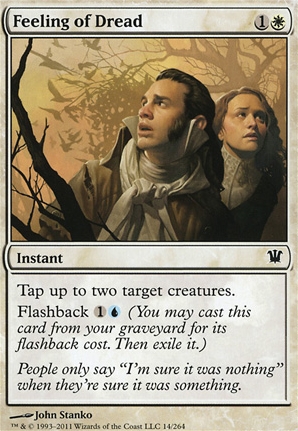 Feeling of Dread 1
Instant
Tap up to two target creatures.
Flashback 1 (You may cast this
card from your graveyard for its
flashback cost. Then exile it.)
People only say “I’m sure it was nothing”
when they’re sure it was something.
John Stanko
™ & © 1993–2011 Wizards of the Coast LLC 14/264